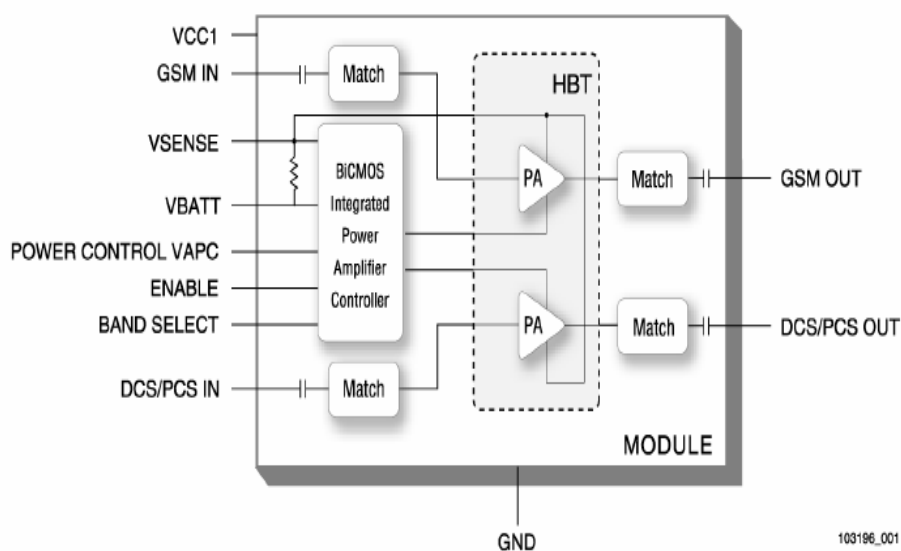 VCC1
GSM IN
Match
HBT
VSENSE
VBATT
POWER CONTROL VAPC
ENABLE
BAND SELECT
BiCMOS
Integrated
Power
Amplifier
Controller
PA
Match
GSM OUT
PA
Match
DCS/PCS OUT
DCS/PCS IN
Match
MODULE
GND
103196_001